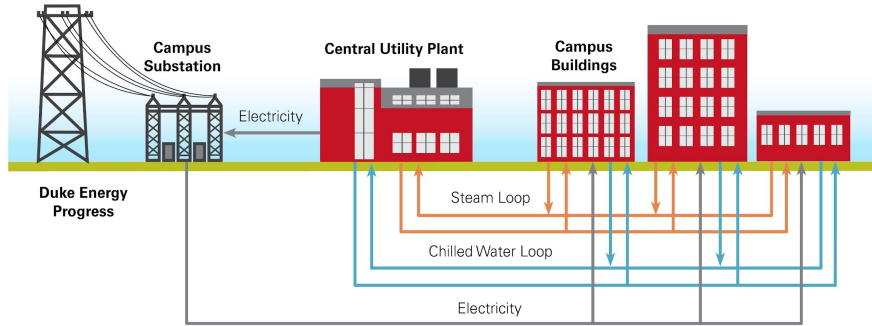 Campus
Substation
Central Utility Plant
Campus
Buildings
Electricity
Duke Energy
Progress
Steam Loop
Chilled Water Loop
Electricity